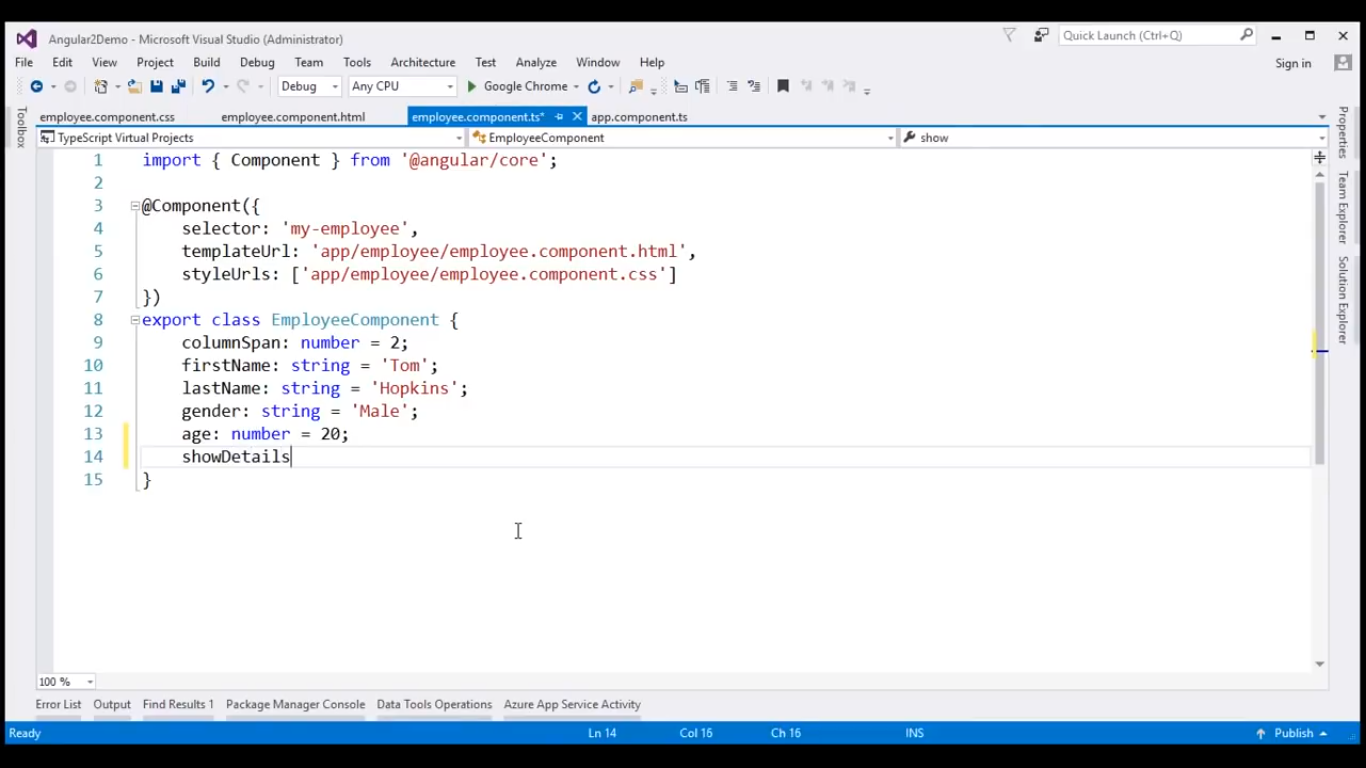 Angular2Demo - Microsoft Visual Studio (Administrator)
Quick Launch (Ctrl+Q)
File Edit View Project Build Debug Team Tools Architecture Test Analyze Window Help
Sign in
Debug Any CPU Google Chrome
Toolbox
employee.component.css employee.component.html employee.component.ts* app.component.ts
TypeScript Virtual Projects EmployeeComponent show
1 import { Component } from '@angular/core';
2
3 @Component({
4 selector: 'my-employee',
5 templateUrl: 'app/employee/employee.component.html',
6 styleUrls: ['app/employee/employee.component.css']
7 })
8 export class EmployeeComponent {
9 columnSpan: number = 2;
10 firstName: string = 'Tom';
11 lastName: string = 'Hopkins';
12 gender: string = 'Male';
13 age: number = 20;
14 showDetails
15 }
Properties
Team Explorer
Solution Explorer
100 %
Error List Output Find Results 1 Package Manager Console Data Tools Operations Azure App Service Activity
Ready Ln 14 Col 16 Ch 16 INS Publish